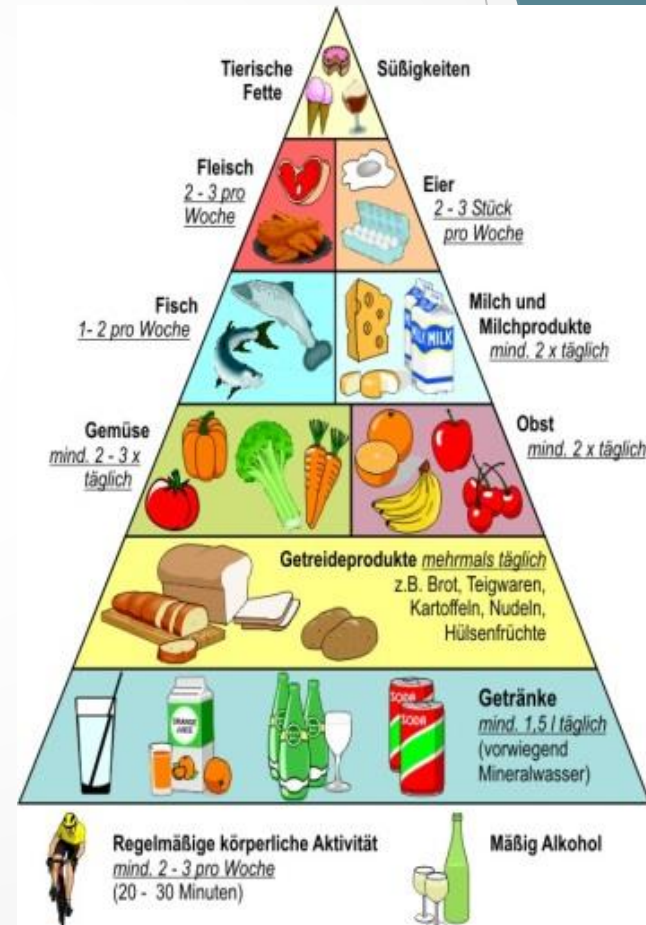 Tierische
Fette
Süßigkeiten
Fleisch
2 - 3 pro
Woche
Eier
2 - 3 Stück
pro Woche
Fisch
1- 2 pro Woche
Milch und
Milchprodukte
mind. 2 x täglich
MILK
Gemüse
mind. 2 - 3 x
täglich
Obst
mind. 2 x täglich
Getreideprodukte mehrmals täglich
z.B. Brot, Teigwaren,
Kartoffeln, Nudeln,
Hülsenfrüchte
ORANGE
JUICE
SODA
SODA
Getränke
mind. 1,5 l täglich
(vorwiegend
Mineralwasser)
Regelmäßige körperliche Aktivität
mind. 2 - 3 pro Woche
(20 - 30 Minuten)
Mäßig Alkohol